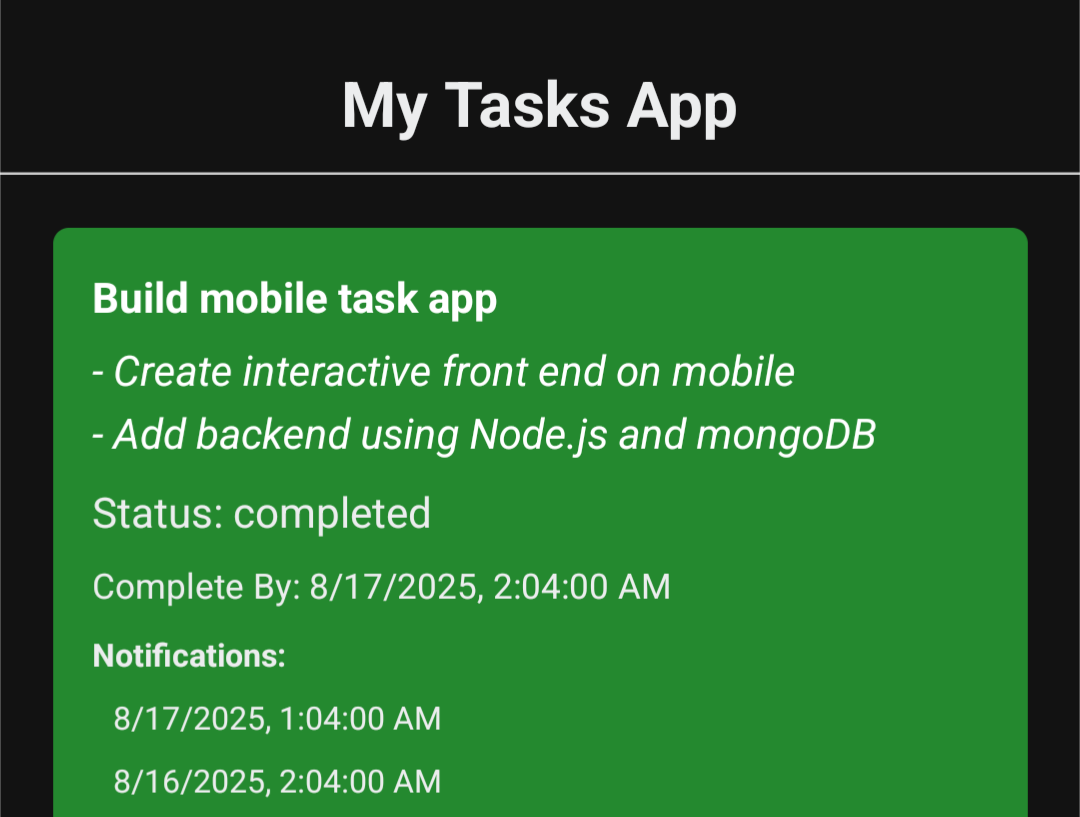 My Tasks App
Build mobile task app
- Create interactive front end on mobile
- Add backend using Node.js and mongoDB
Status: completed
Complete By: 8/17/2025, 2:04:00 AM
Notifications:
8/17/2025, 1:04:00 AM
8/16/2025, 2:04:00 AM